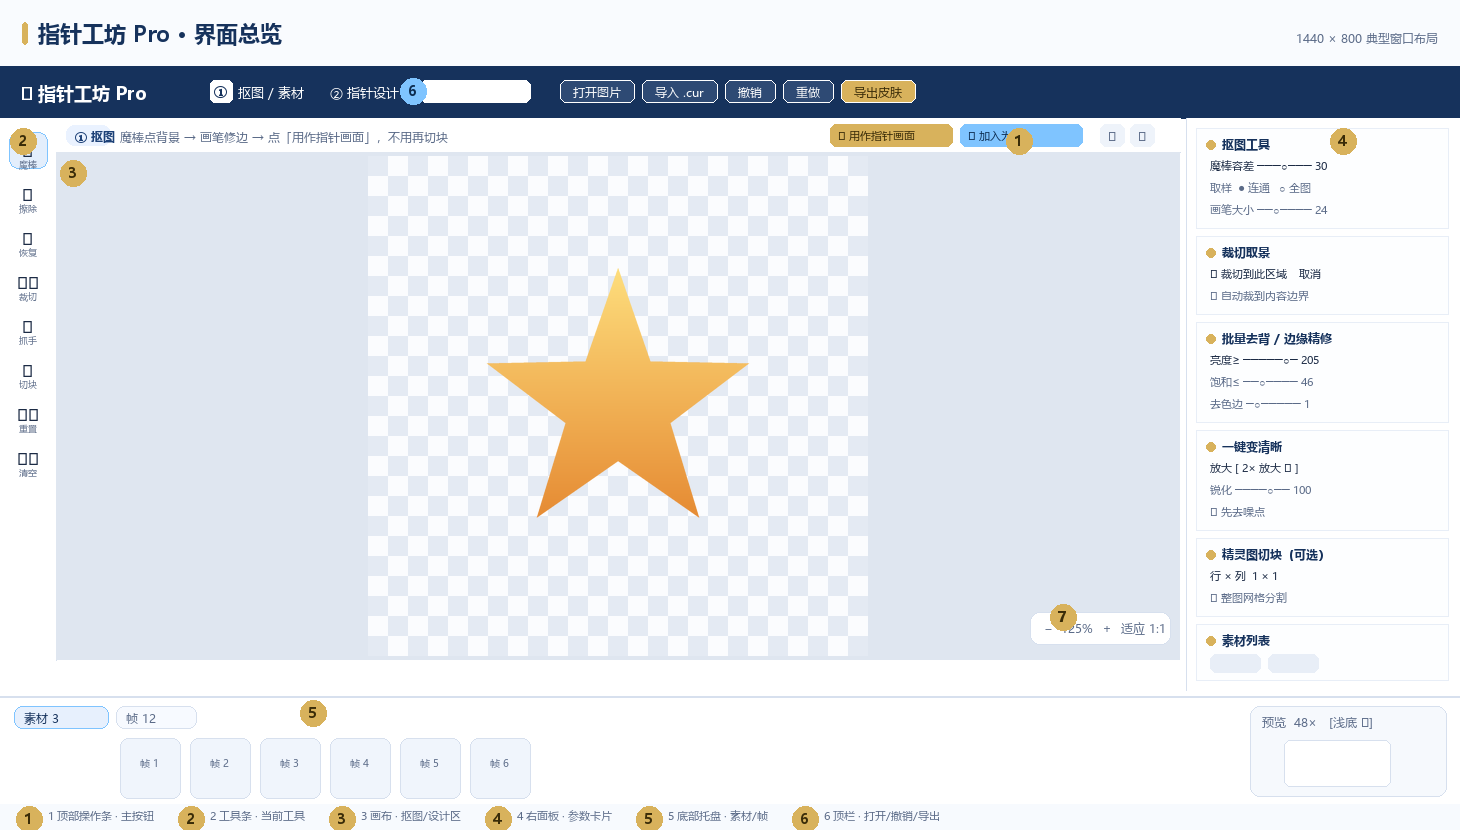 指针工坊 Pro • 界面总览
1440 × 800 典型窗口布局
指针工坊 Pro
① 抠图 / 素材
② 指针设计
6
打开图片
导入 .cur
撤销
重做
导出皮肤
2
魔棒
擦除
恢复
裁切
抓手
切块
重置
清空
① 抠图 魔棒点背景 → 画笔修边 → 点「用作指针画面」，不用再切块
用作指针画面
加入为
1
3
4
抠图工具
魔棒容差 ───○─── 30
取样 ● 连通 ○ 全图
画笔大小 ──○───── 24
裁切取景
裁切到此区域 取消
自动裁到内容边界
批量去背 / 边缘精修
亮度≥ ─────○─ 205
饱和≤ ──○───── 46
去色边 ─○────── 1
一键变清晰
放大 [ 2× 放大 ]
锐化 ────○── 100
先去噪点
精灵图切块（可选）
行 × 列 1 × 1
整图网格分割
素材列表
7
− 25% + 适应 1:1
素材 3
帧 12
5
帧 1
帧 2
帧 3
帧 4
帧 5
帧 6
预览 48× [浅底 ]
1 1 顶部操作条 · 主按钮
2 2 工具条 · 当前工具
3 3 画布 · 抠图/设计区
4 4 右面板 · 参数卡片
5 5 底部托盘 · 素材/帧
6 6 顶栏 · 打开/撤销/导出